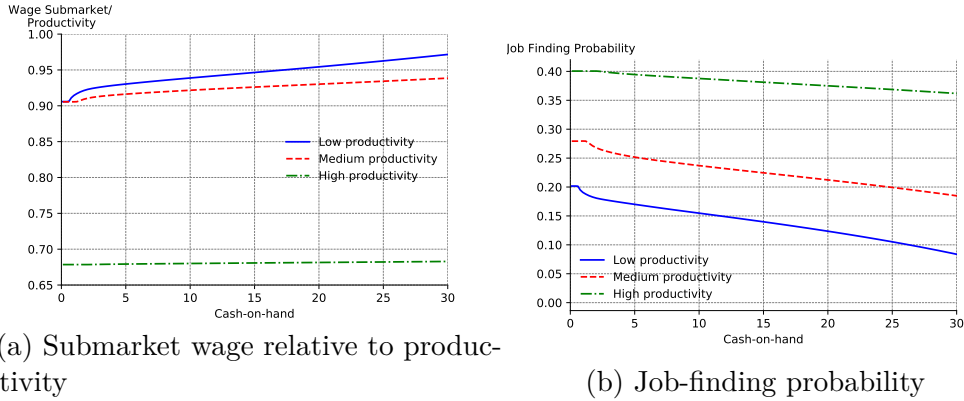 Wage Submarket/
Productivity
1.00
0.95
0.90
0.85
0.80
0.75
0.70
0.65
0 5 10 15 20 25 30
Cash-on-hand
Low productivity
Medium productivity
High productivity
(a) Submarket wage relative to produc-
tivity
Job Finding Probability
0.40
0.35
0.30
0.25
0.20
0.15
0.10
0.05
0.00
0 5 10 15 20 25 30
Cash-on-hand
Low productivity
Medium productivity
High productivity
(b) Job-finding probability